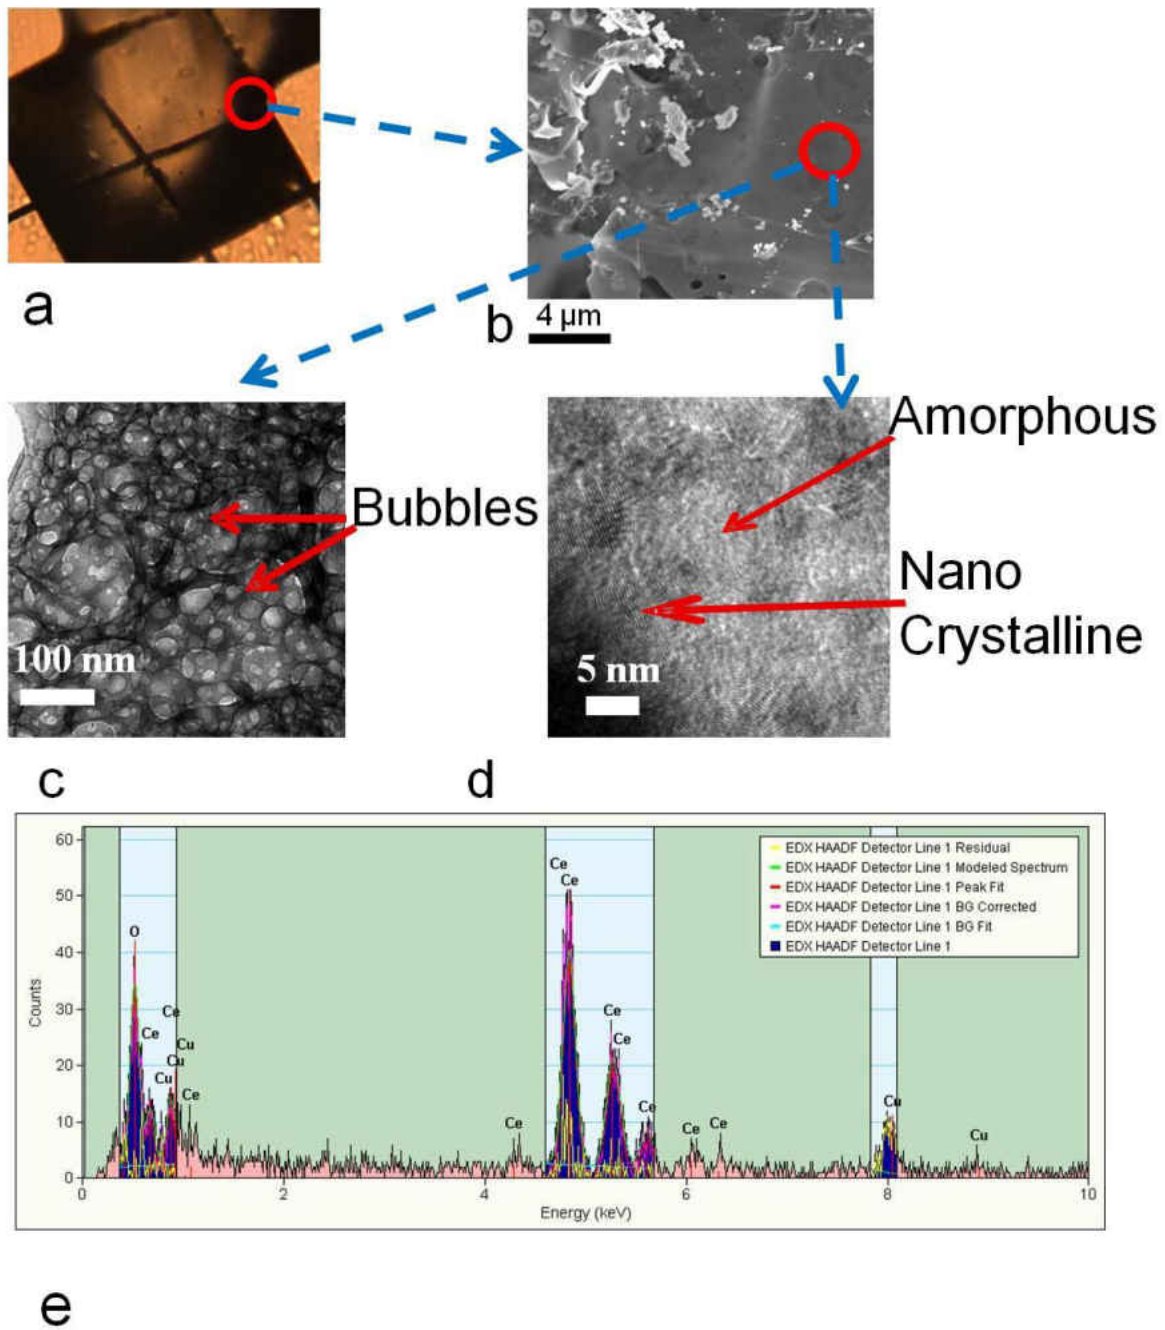 a
b
4 µm
Bubbles
100 nm
c
Amorphous
Nano
Crystalline
5 nm
d
60
50
40
30
20
10
0
Counts
O
Ce
Ce
Cu
Cu
Cu
Ce
Ce
Ce
Ce
Ce
Ce
Ce
Ce
Ce
Cu
Cu
EDX HAADF Detector Line 1 Residual
EDX HAADF Detector Line 1 Modeled Spectrum
EDX HAADF Detector Line 1 Peak Fit
EDX HAADF Detector Line 1 BG Corrected
EDX HAADF Detector Line 1 BG Fit
EDX HAADF Detector Line 1
0
2
4
6
8
10
Energy (keV)
e